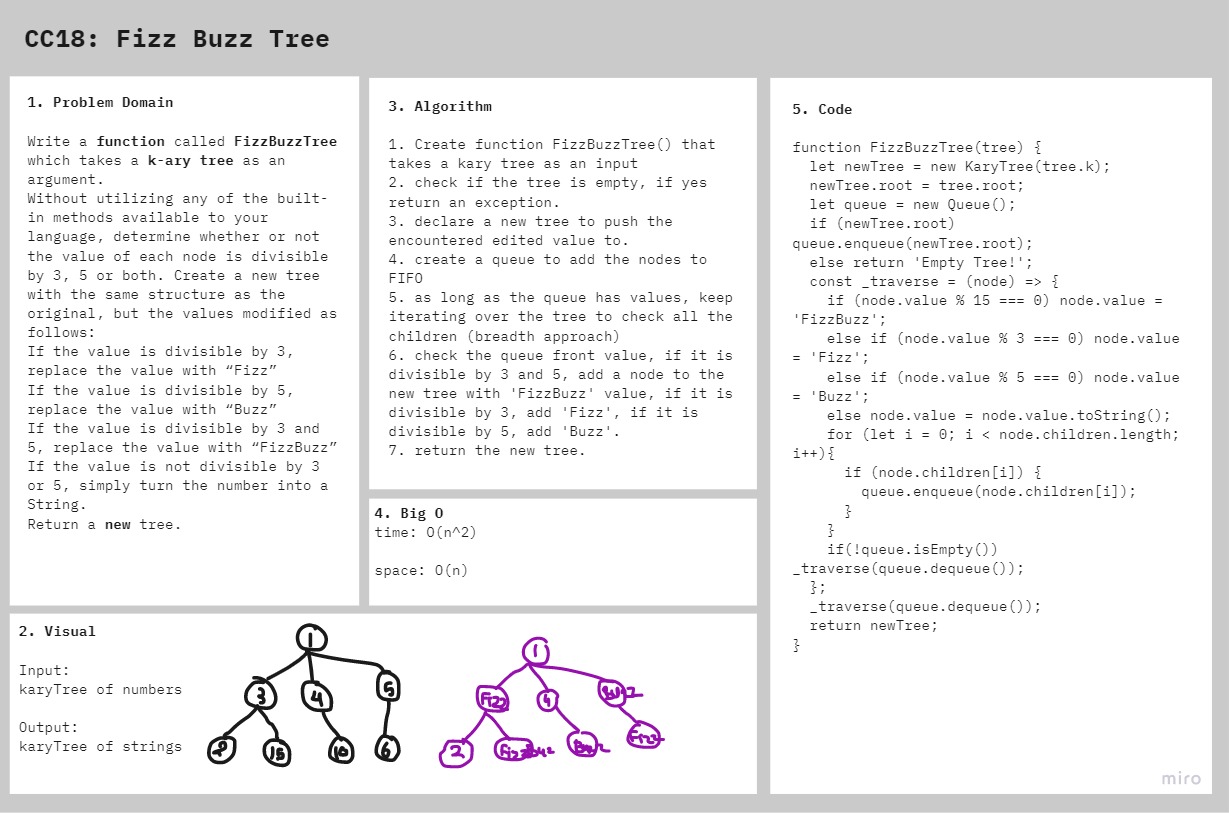 CC18: Fizz Buzz Tree
1. Problem Domain
Write a function called FizzBuzzTree
which takes a k-ary tree as an
argument.
Without utilizing any of the built-
in methods available to your
language, determine whether or not
the value of each node is divisible
by 3, 5 or both. Create a new tree
with the same structure as the
original, but the values modified as
follows:
If the value is divisible by 3,
replace the value with “Fizz”
If the value is divisible by 5,
replace the value with “Buzz”
If the value is divisible by 3 and
5, replace the value with “FizzBuzz”
If the value is not divisible by 3
or 5, simply turn the number into a
String.
Return a new tree.
2. Visual
Input:
karyTree of numbers
Output:
karyTree of strings
1
3 4 5
2 15 10 6
1
Fizz 4 Buzz
2 FizzBuzz Buzz Fizz
3. Algorithm
1. Create function FizzBuzzTree() that
takes a kary tree as an input
2. check if the tree is empty, if yes
return an exception.
3. declare a new tree to push the
encountered edited value to.
4. create a queue to add the nodes to
FIFO
5. as long as the queue has values, keep
iterating over the tree to check all the
children (breadth approach)
6. check the queue front value, if it is
divisible by 3 and 5, add a node to the
new tree with 'FizzBuzz' value, if it is
divisible by 3, add 'Fizz', if it is
divisible by 5, add 'Buzz'.
7. return the new tree.
4. Big O
time: O(n^2)
space: O(n)
5. Code
function FizzBuzzTree(tree) {
let newTree = new KaryTree(tree.k);
newTree.root = tree.root;
let queue = new Queue();
if (newTree.root)
queue.enqueue(newTree.root);
else return 'Empty Tree!';
const _traverse = (node) => {
if (node.value % 15 === 0) node.value =
'FizzBuzz';
else if (node.value % 3 === 0) node.value
= 'Fizz';
else if (node.value % 5 === 0) node.value
= 'Buzz';
else node.value = node.value.toString();
for (let i = 0; i < node.children.length;
i++){
if (node.children[i]) {
queue.enqueue(node.children[i]);
}
}
if(!queue.isEmpty())
_traverse(queue.dequeue());
};
_traverse(queue.dequeue());
return newTree;
}
miro